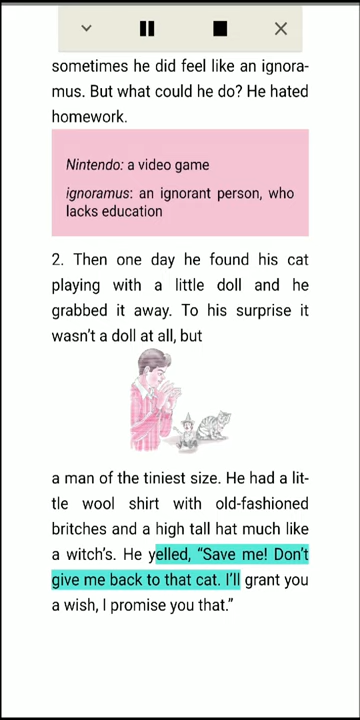 sometimes he did feel like an ignora-
mus. But what could he do? He hated
homework.
Nintendo: a video game
ignoramus: an ignorant person, who
lacks education
2. Then one day he found his cat
playing with a little doll and he
grabbed it away. To his surprise it
wasn't a doll at all, but
a man of the tiniest size. He had a lit-
tle wool shirt with old-fashioned
britches and a high tall hat much like
a witch's. He yelled, “Save me! Don't
give me back to that cat. I'll grant you
a wish, I promise you that.”